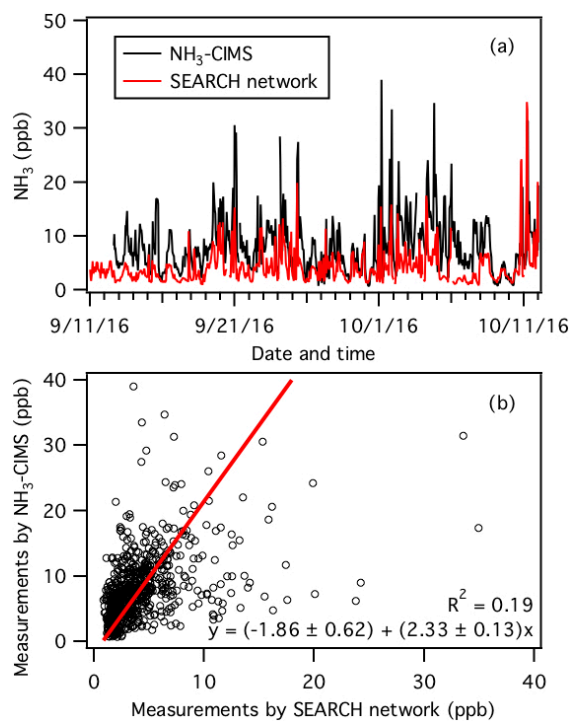 50
40
30
20
10
0
NH3 (ppb)
(a)
NH3-CIMS
SEARCH network
9/11/16 9/21/16 10/1/16 10/11/16
Date and time
40
30
20
10
0
Measurements by NH3-CIMS (ppb)
(b)
R2 = 0.19
y = (-1.86 ± 0.62) + (2.33 ± 0.13)x
0 10 20 30 40
Measurements by SEARCH network (ppb)